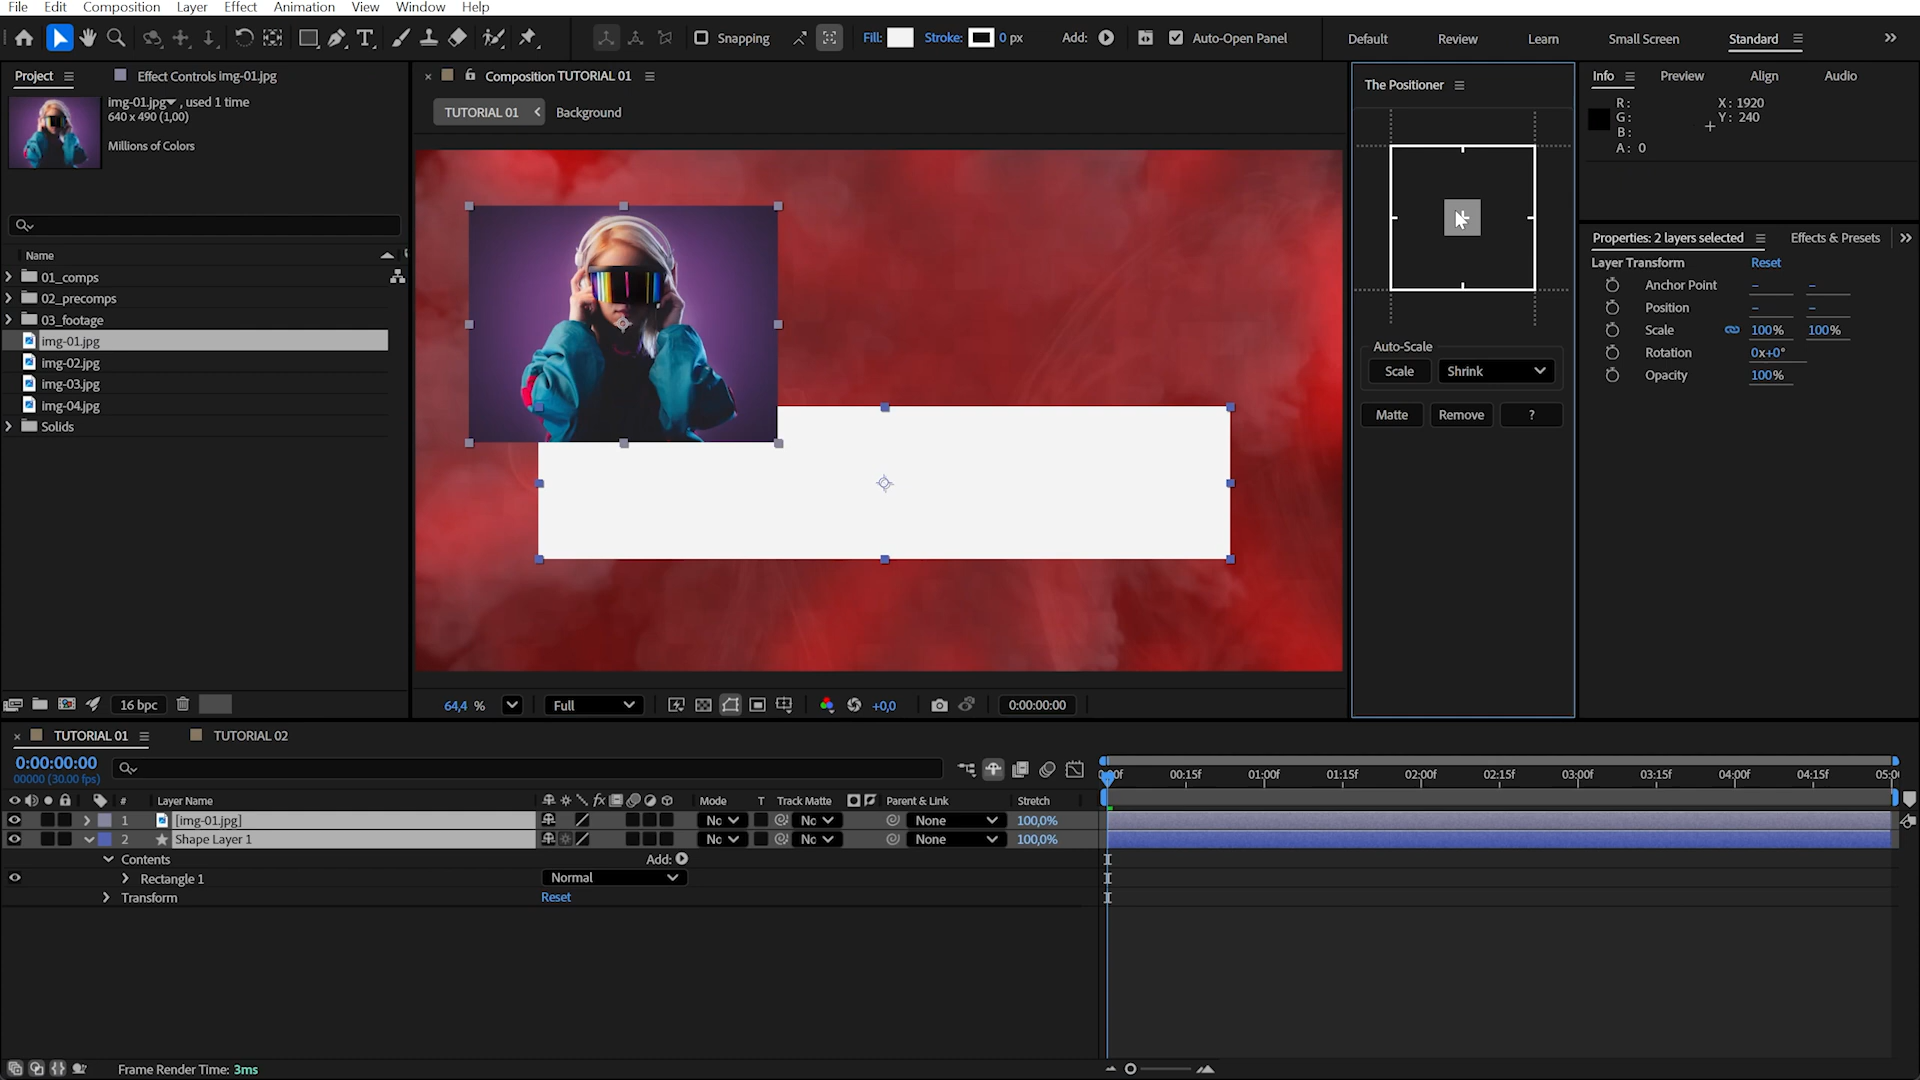 File Edit Composition Layer Effect Animation View Window Help
Snapping Fill: Stroke: 0 px Add: Auto-Open Panel Default Review Learn Small Screen Standard
Project Effect Controls img-01.jpg
img-01.jpg , used 1 time
640 x 490 (1,00)
Millions of Colors
Name
01_comps
02_precomps
03_footage
img-01.jpg
img-02.jpg
img-03.jpg
img-04.jpg
Solids
16 bpc
Composition TUTORIAL 01
TUTORIAL 01 Background
64,4 % Full +0,0 0:00:00:00
The Positioner
Auto-Scale
Scale Shrink
Matte Remove ?
Info Preview Align Audio
R: X: 1920
G: Y: 240
B:
A: 0
Properties: 2 layers selected Effects & Presets
Layer Transform Reset
Anchor Point - -
Position - -
Scale 100% 100%
Rotation 0x+0°
Opacity 100%
TUTORIAL 01 TUTORIAL 02
0:00:00:00
00000 (30.00 fps)
00:15f 01:00f 01:15f 02:00f 02:15f 03:00f 03:15f 04:00f 04:15f
# Layer Name Mode T Track Matte Parent & Link Stretch
1 [img-01.jpg] Nc Nc None 100,0%
2 Shape Layer 1 Nc Nc None 100,0%
Contents Add:
Rectangle 1 Normal
Transform Reset
Frame Render Time: 3ms